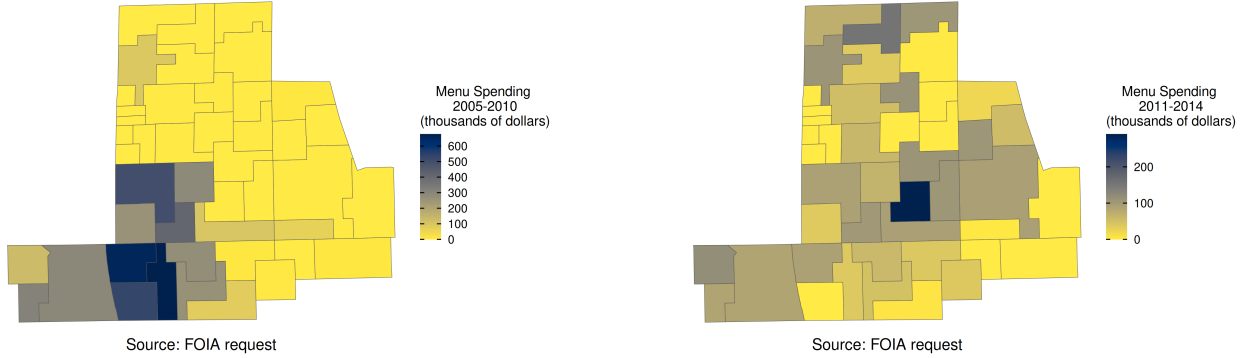 Menu Spending
2005-2010
(thousands of dollars)
600
500
400
300
200
100
0
Source: FOIA request
Menu Spending
2011-2014
(thousands of dollars)
200
100
0
Source: FOIA request